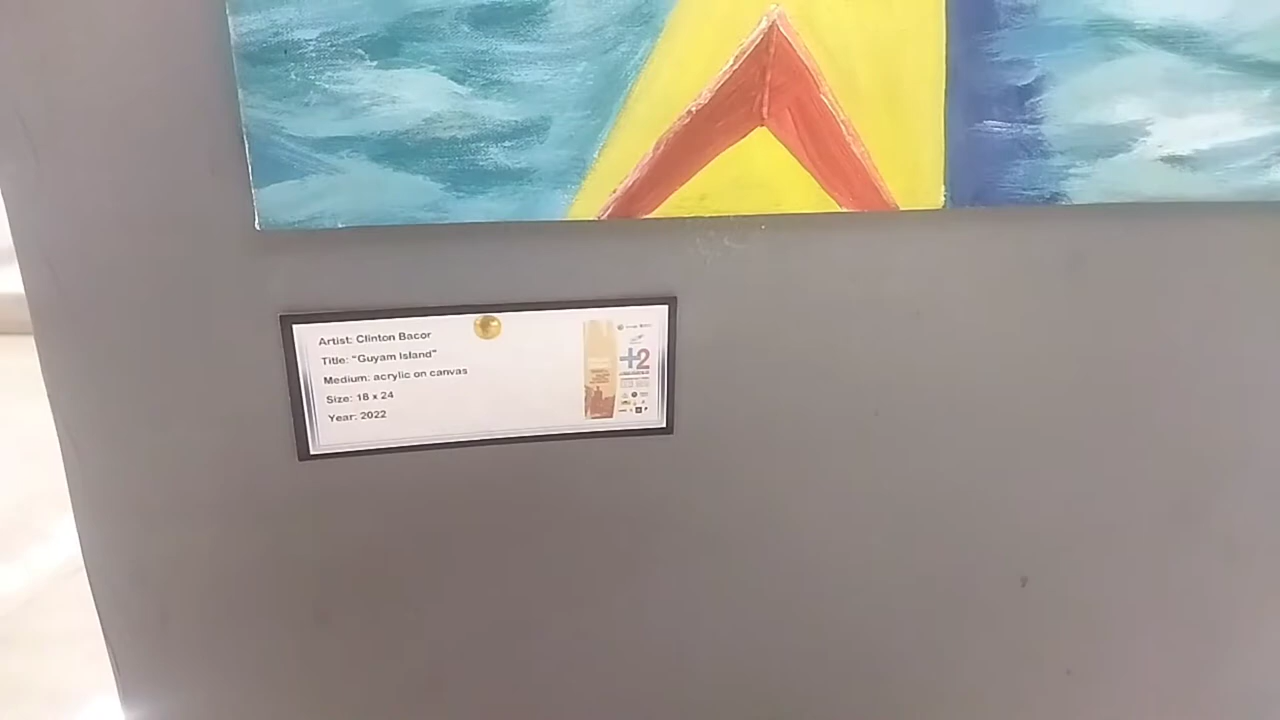 Artist: Clinton Bacor
Title: "Guyam Island"
Medium: acrylic on canvas
Size: 18 x 24
Year: 2022
+2